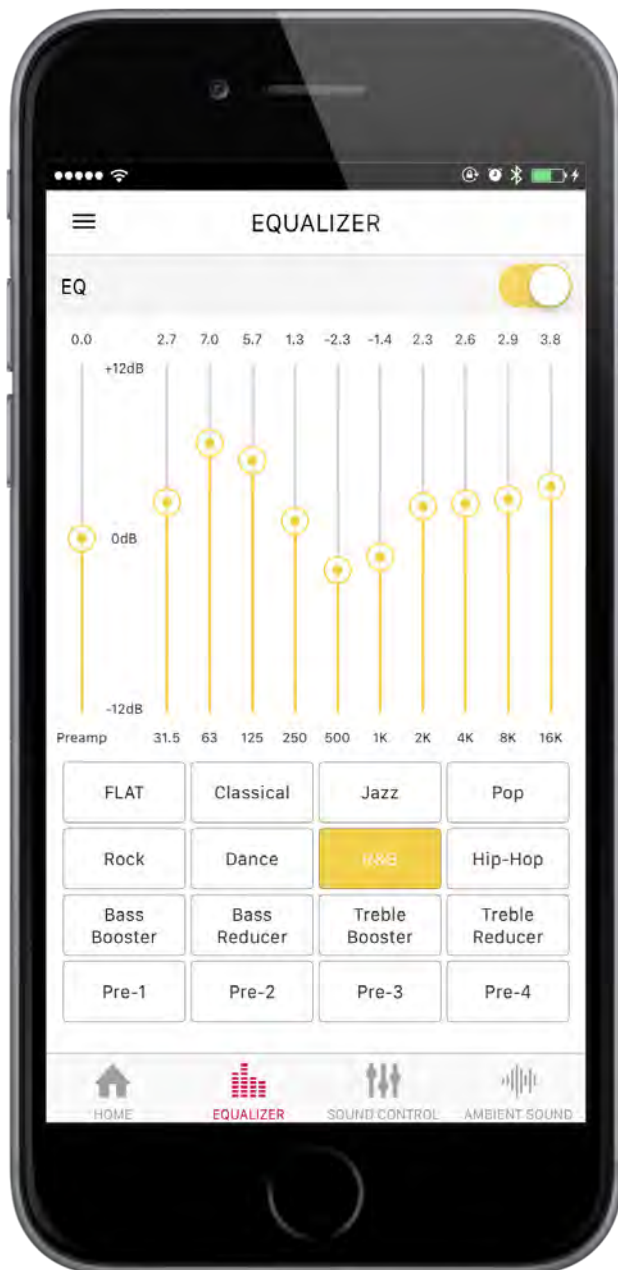 EQUALIZER
EQ
0.0 2.7 7.0 5.7 1.3 -2.3 -1.4 2.3 2.6 2.9 3.8
+12dB
0dB
-12dB
Preamp 31.5 63 125 250 500 1K 2K 4K 8K 16K
FLAT Classical Jazz Pop
Rock Dance R&B Hip-Hop
Bass Booster Bass Reducer Treble Booster Treble Reducer
Pre-1 Pre-2 Pre-3 Pre-4
HOME EQUALIZER SOUND CONTROL AMBIENT SOUND